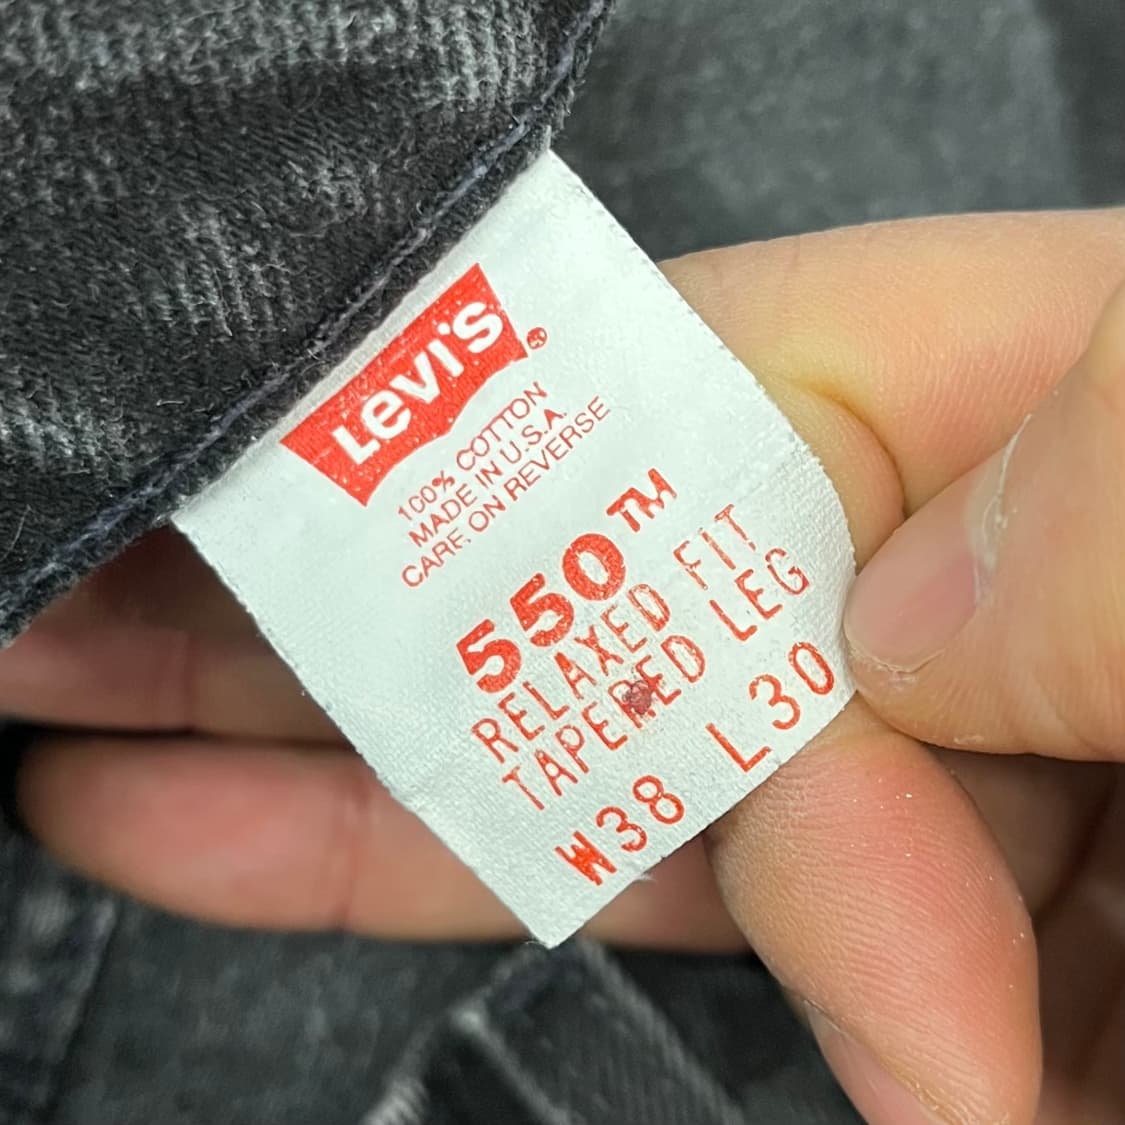 Levi's®
100% COTTON
MADE IN U.S.A.
CARE ON REVERSE
550™
RELAXED FIT
TAPERED LEG
W38 L30